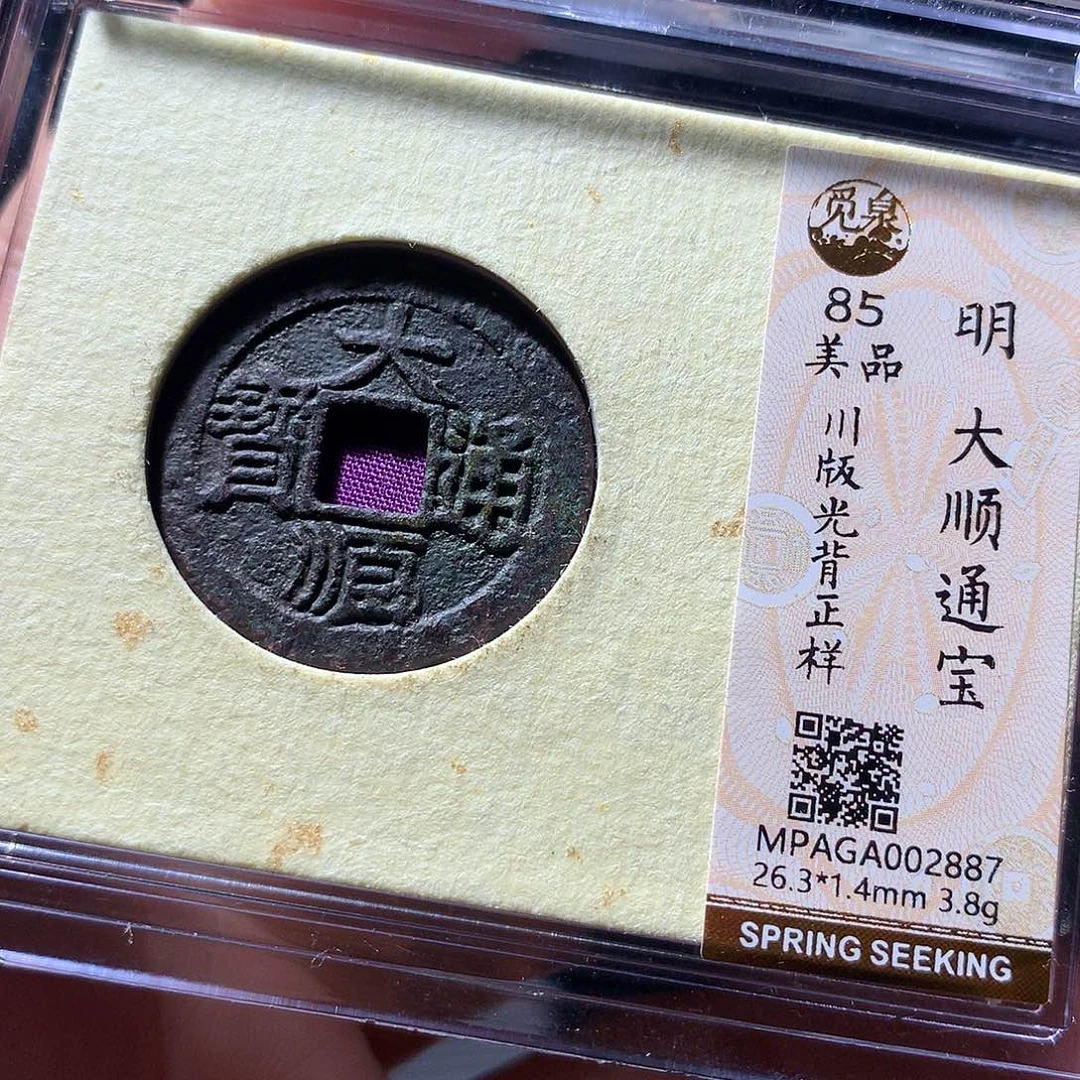 大
順
通
寳
觅泉
85
美品
川版光背正样
明 大顺通宝
MPAGA002887
26.3*1.4mm 3.8g
SPRING SEEKING